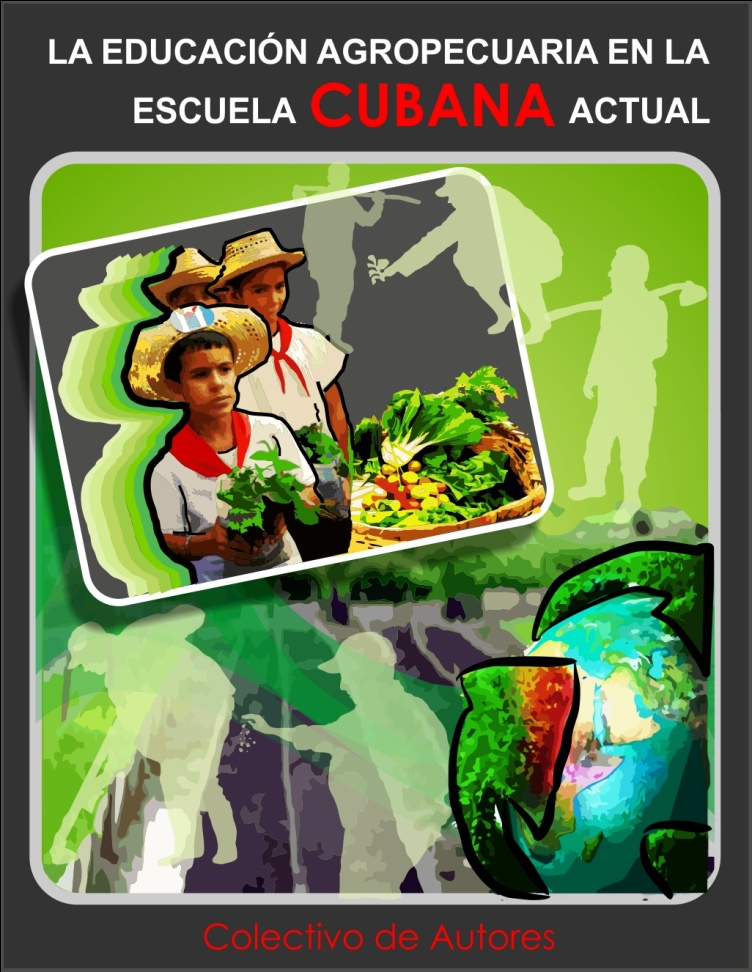 LA EDUCACIÓN AGROPECUARIA EN LA
ESCUELA CUBANA ACTUAL
Colectivo de Autores